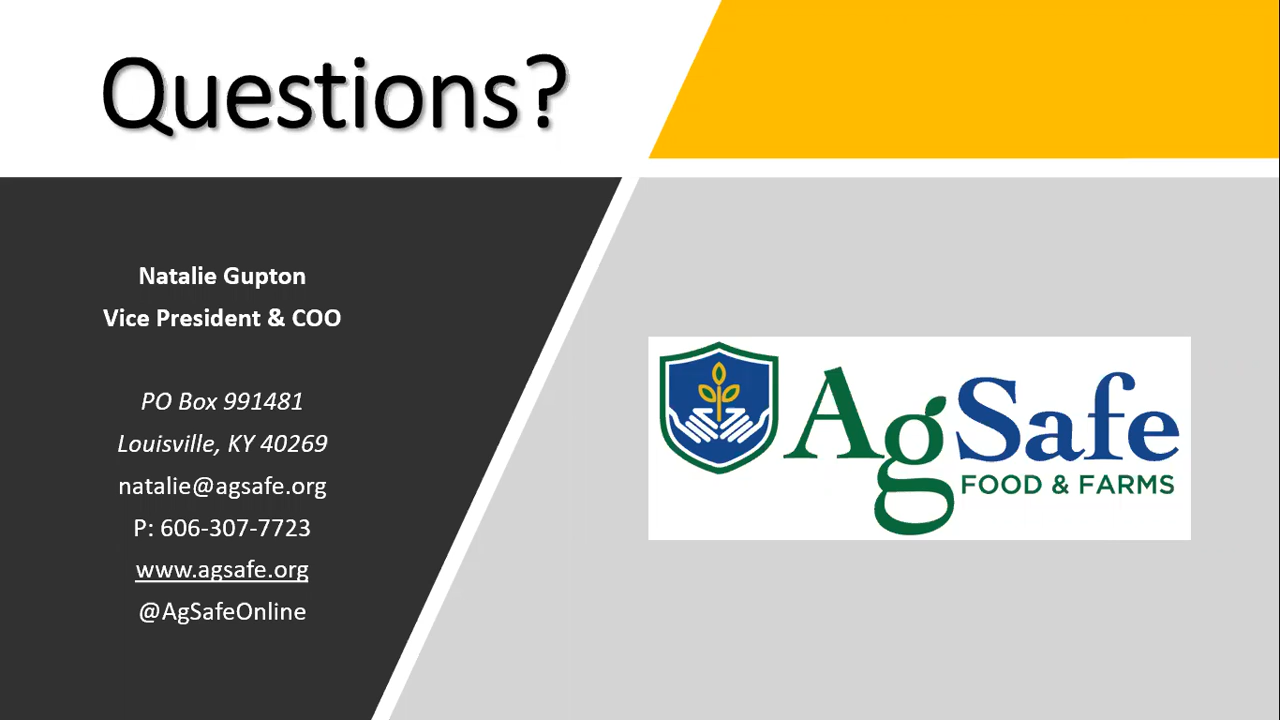 Questions?
Natalie Gupton
Vice President & COO
PO Box 991481
Louisville, KY 40269
natalie@agsafe.org
P: 606-307-7723
www.agsafe.org
@AgSafeOnline
AgSafe
FOOD & FARMS